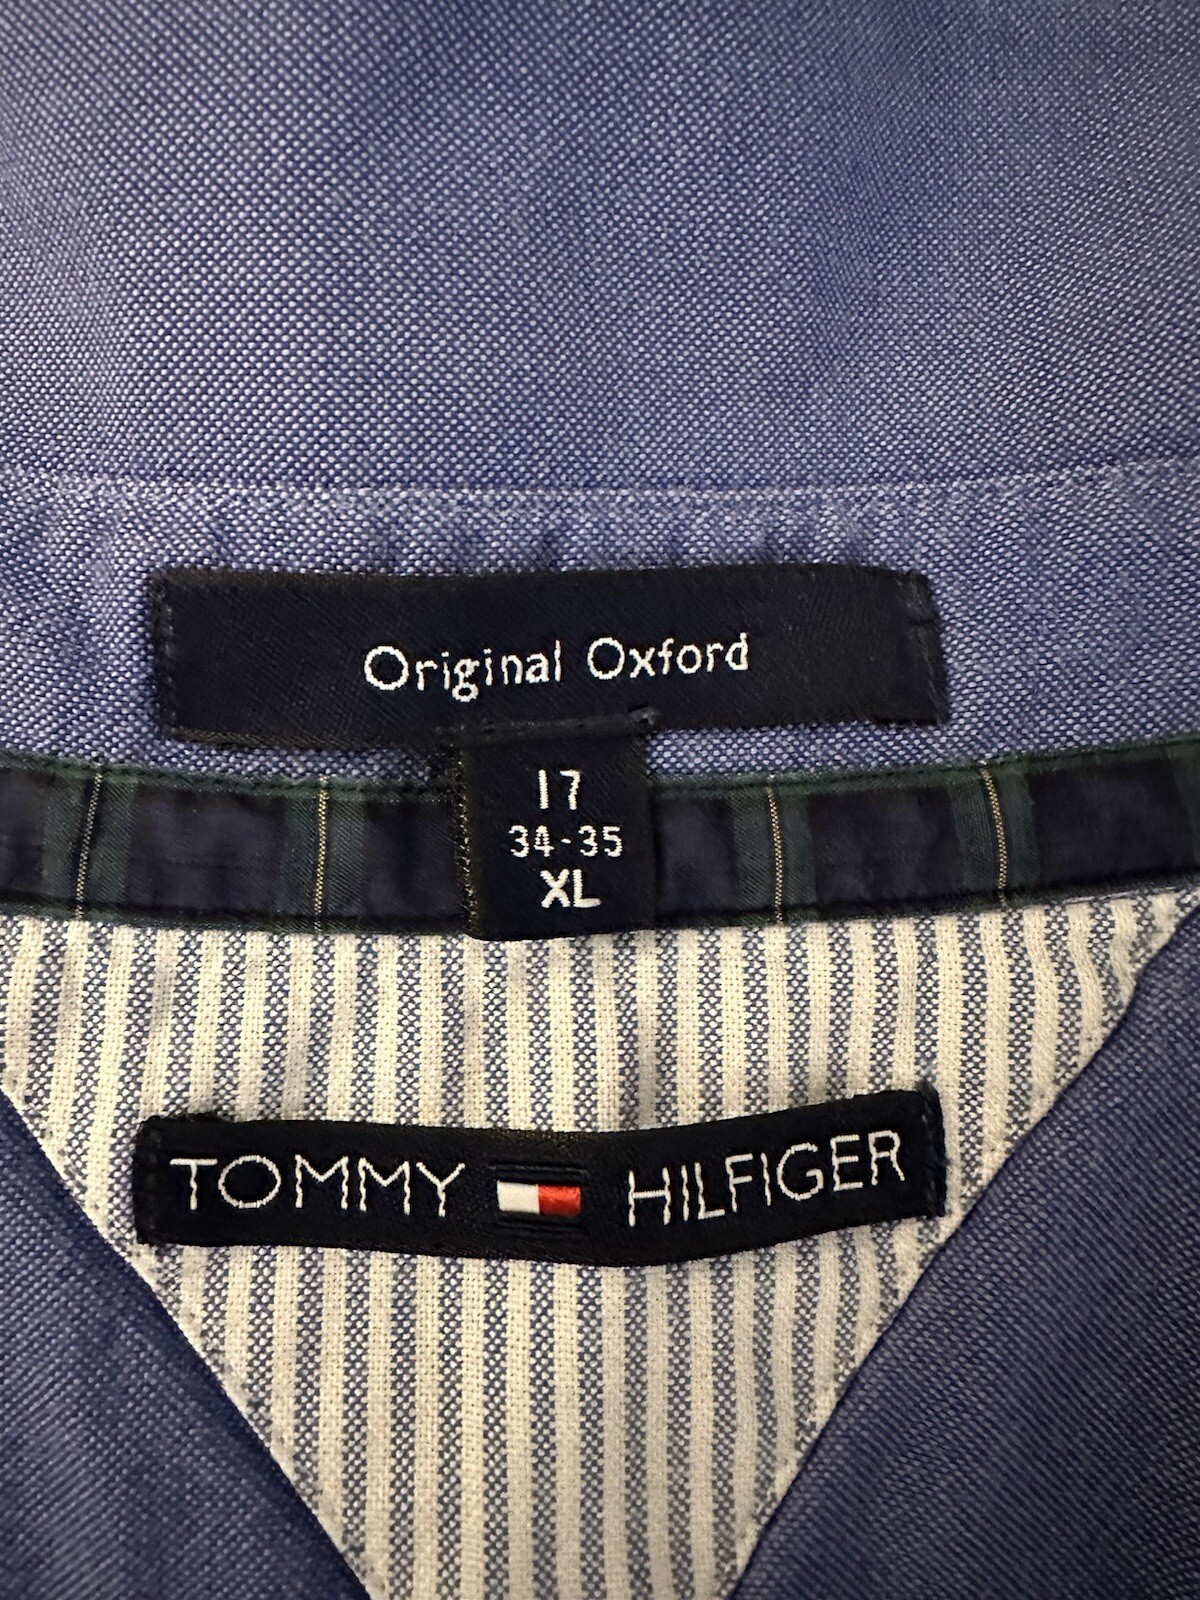 Original Oxford
17
34-35
XL
TOMMY HILFIGER